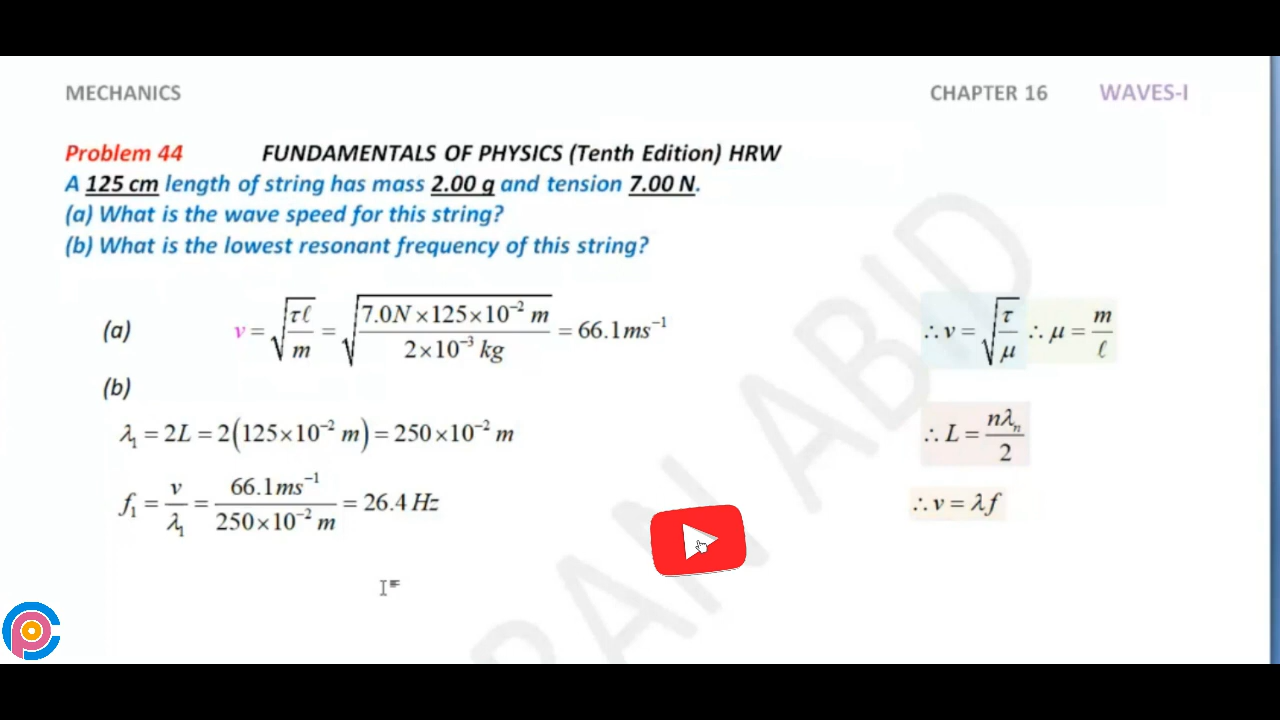 MECHANICS CHAPTER 16 WAVES-I
Problem 44 FUNDAMENTALS OF PHYSICS (Tenth Edition) HRW
A 125 cm length of string has mass 2.00 g and tension 7.00 N.
(a) What is the wave speed for this string?
(b) What is the lowest resonant frequency of this string?
(a) v = √(τℓ/m) = √(7.0N×125×10⁻² m / 2×10⁻³ kg) = 66.1ms⁻¹ ∴ v = √(τ/μ) ∴ μ = m/ℓ
(b)
λ₁ = 2L = 2(125×10⁻² m) = 250×10⁻² m ∴ L = nλₙ/2
f₁ = v/λ₁ = 66.1ms⁻¹ / 250×10⁻² m = 26.4 Hz ∴ v = λf
RAN ABID